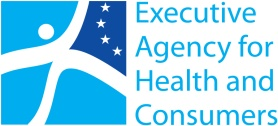 Executive
Agency for
Health and
Consumers